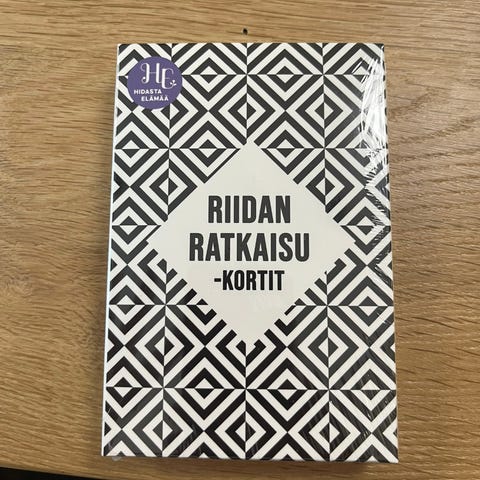 HE
HIDASTA
ELÄMÄÄ
RIIDAN
RATKAISU
-KORTIT